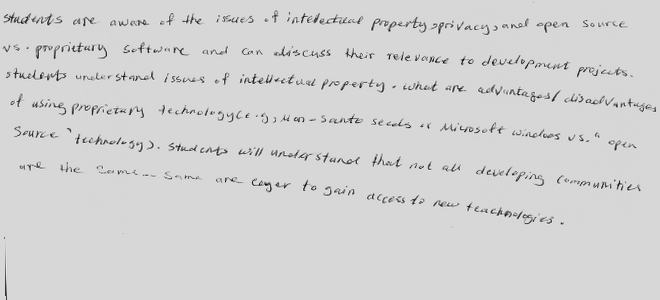 students are aware of the issues of intelectual property, privacy, and open source
vs. proprietary software and can discuss their relevance to development projects.
students understand issues of intellectual property. what are advantages/disadvantages
of using proprietary technology (e.g, Mon-santo seeds or Microsoft windows vs. "open
Source "technology). Students will understand that not all developing communities
are the same -- Some are eager to gain access to new teachnologies.